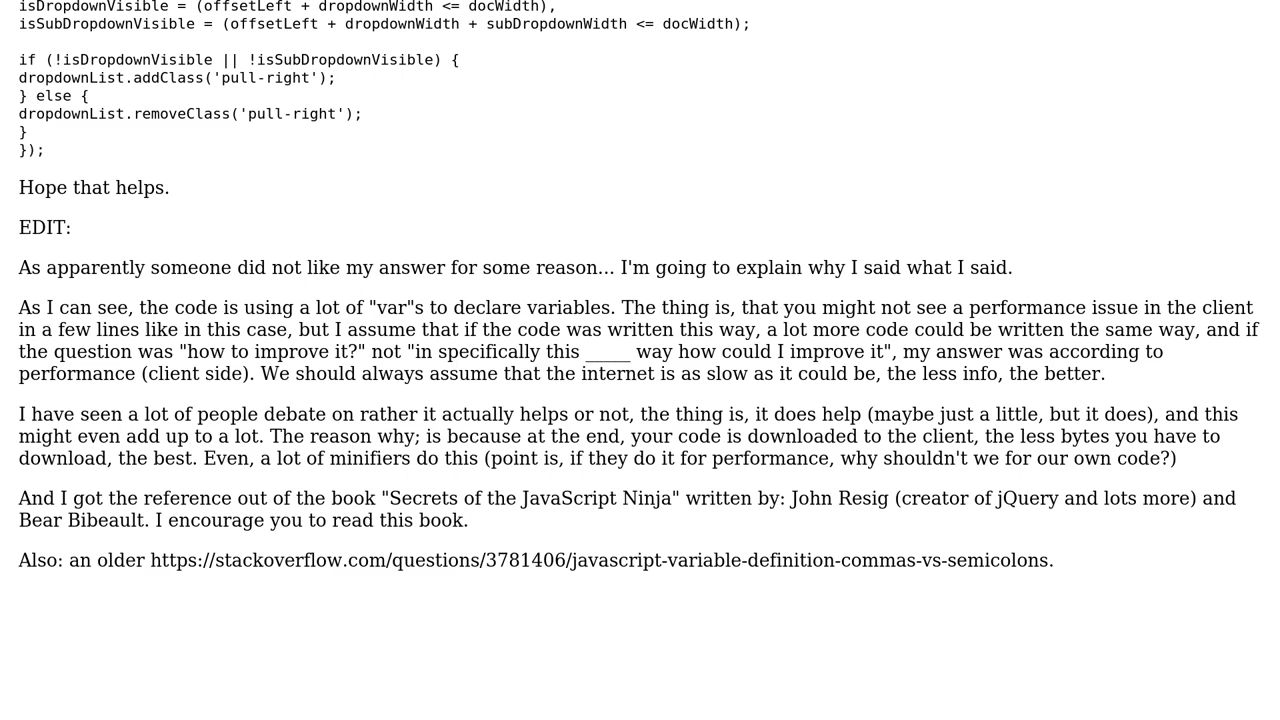 isDropdownVisible = (offsetLeft + dropdownWidth <= docWidth),
isSubDropdownVisible = (offsetLeft + dropdownWidth + subDropdownWidth <= docWidth);
if (!isDropdownVisible || !isSubDropdownVisible) {
dropdownList.addClass('pull-right');
} else {
dropdownList.removeClass('pull-right');
}
});
Hope that helps.
EDIT:
As apparently someone did not like my answer for some reason... I'm going to explain why I said what I said.
As I can see, the code is using a lot of "var"s to declare variables. The thing is, that you might not see a performance issue in the client
in a few lines like in this case, but I assume that if the code was written this way, a lot more code could be written the same way, and if
the question was "how to improve it?" not "in specifically this _____ way how could I improve it", my answer was according to
performance (client side). We should always assume that the internet is as slow as it could be, the less info, the better.
I have seen a lot of people debate on rather it actually helps or not, the thing is, it does help (maybe just a little, but it does), and this
might even add up to a lot. The reason why; is because at the end, your code is downloaded to the client, the less bytes you have to
download, the best. Even, a lot of minifiers do this (point is, if they do it for performance, why shouldn't we for our own code?)
And I got the reference out of the book "Secrets of the JavaScript Ninja" written by: John Resig (creator of jQuery and lots more) and
Bear Bibeault. I encourage you to read this book.
Also: an older https://stackoverflow.com/questions/3781406/javascript-variable-definition-commas-vs-semicolons.